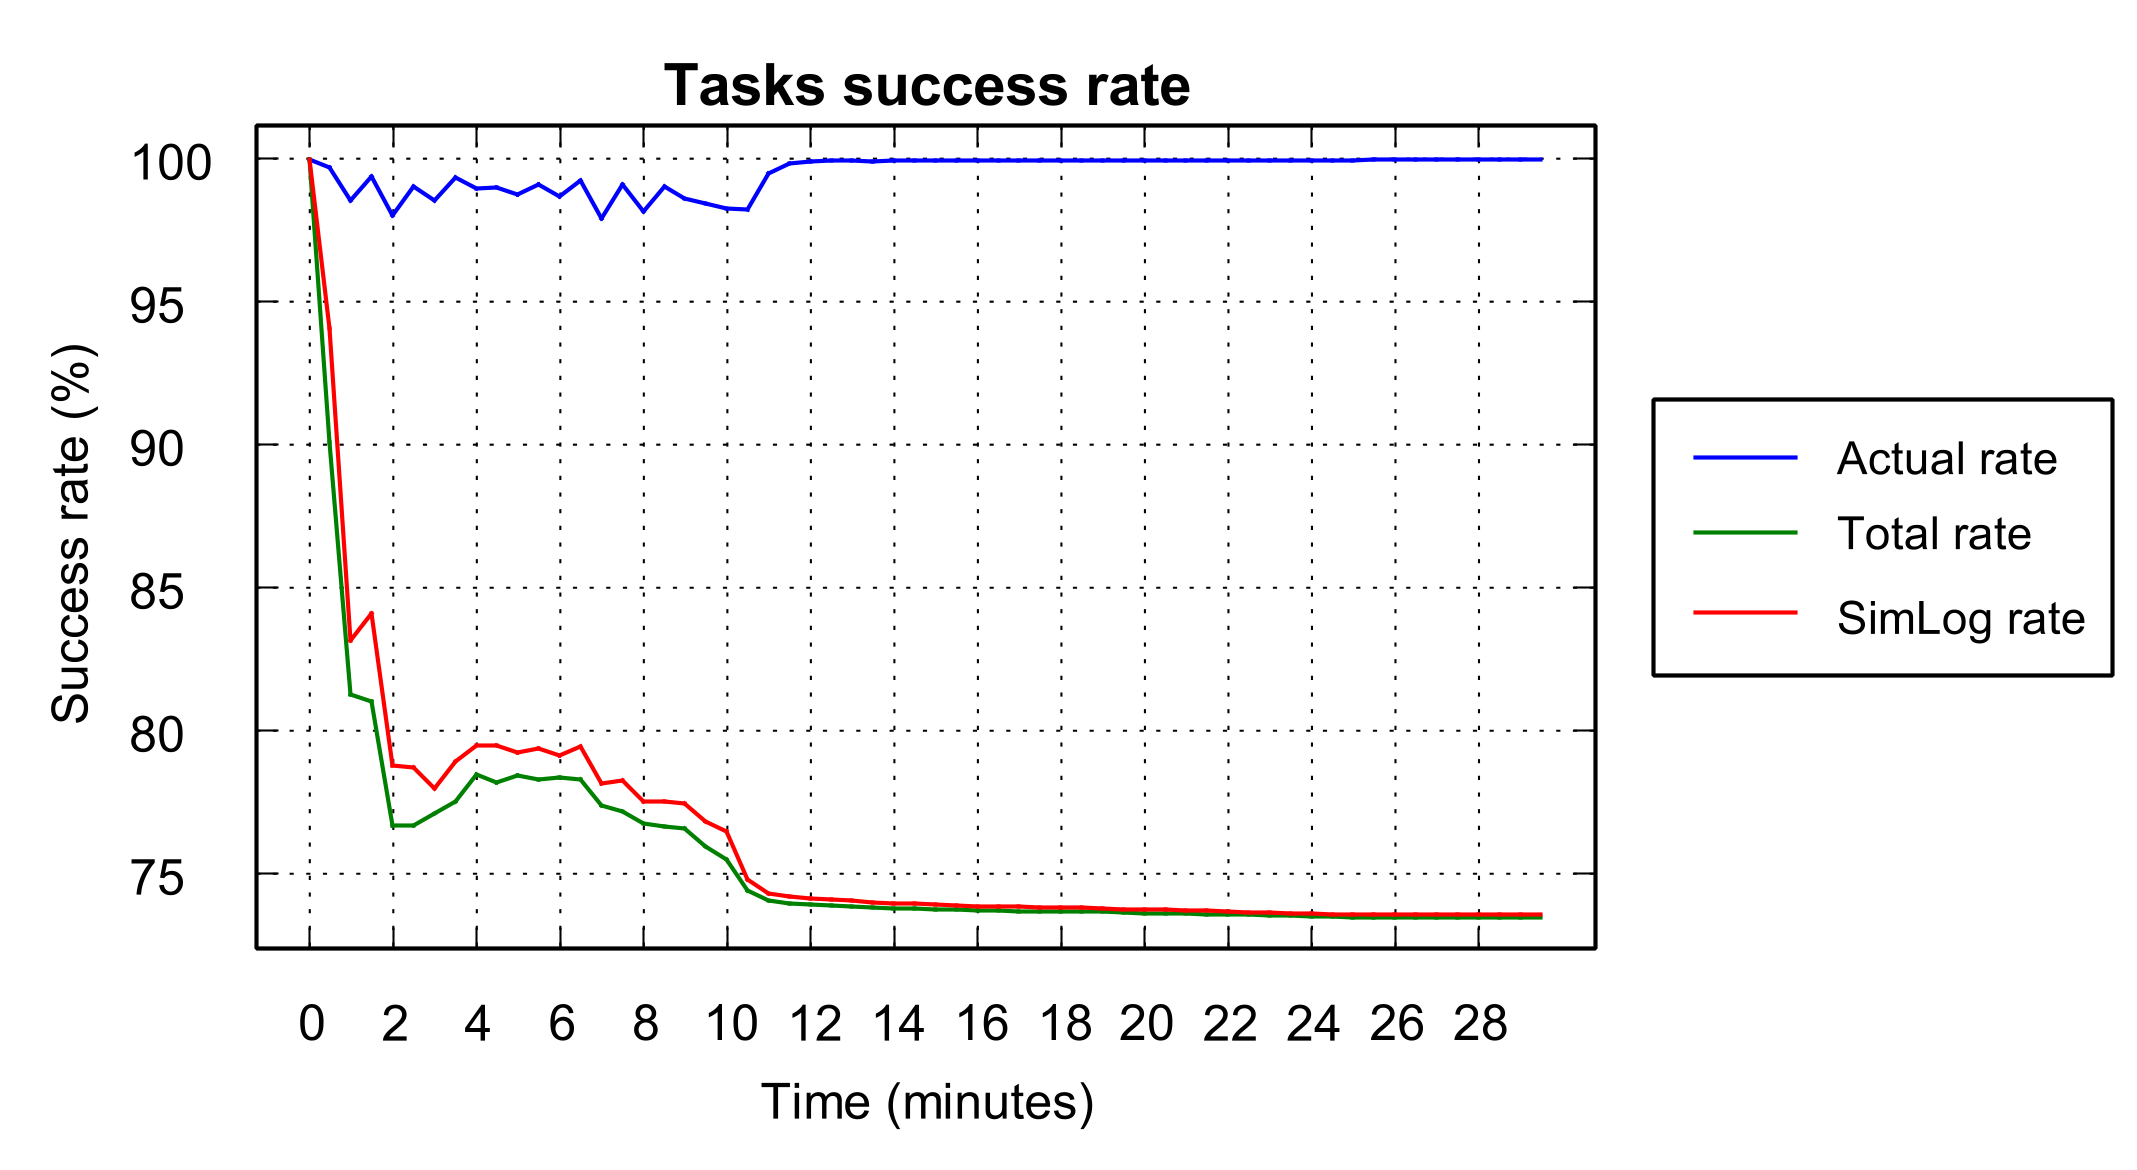 Tasks success rate
100
95
90
85
80
75
Success rate (%)
0 2 4 6 8 10 12 14 16 18 20 22 24 26 28
Time (minutes)
Actual rate
Total rate
SimLog rate